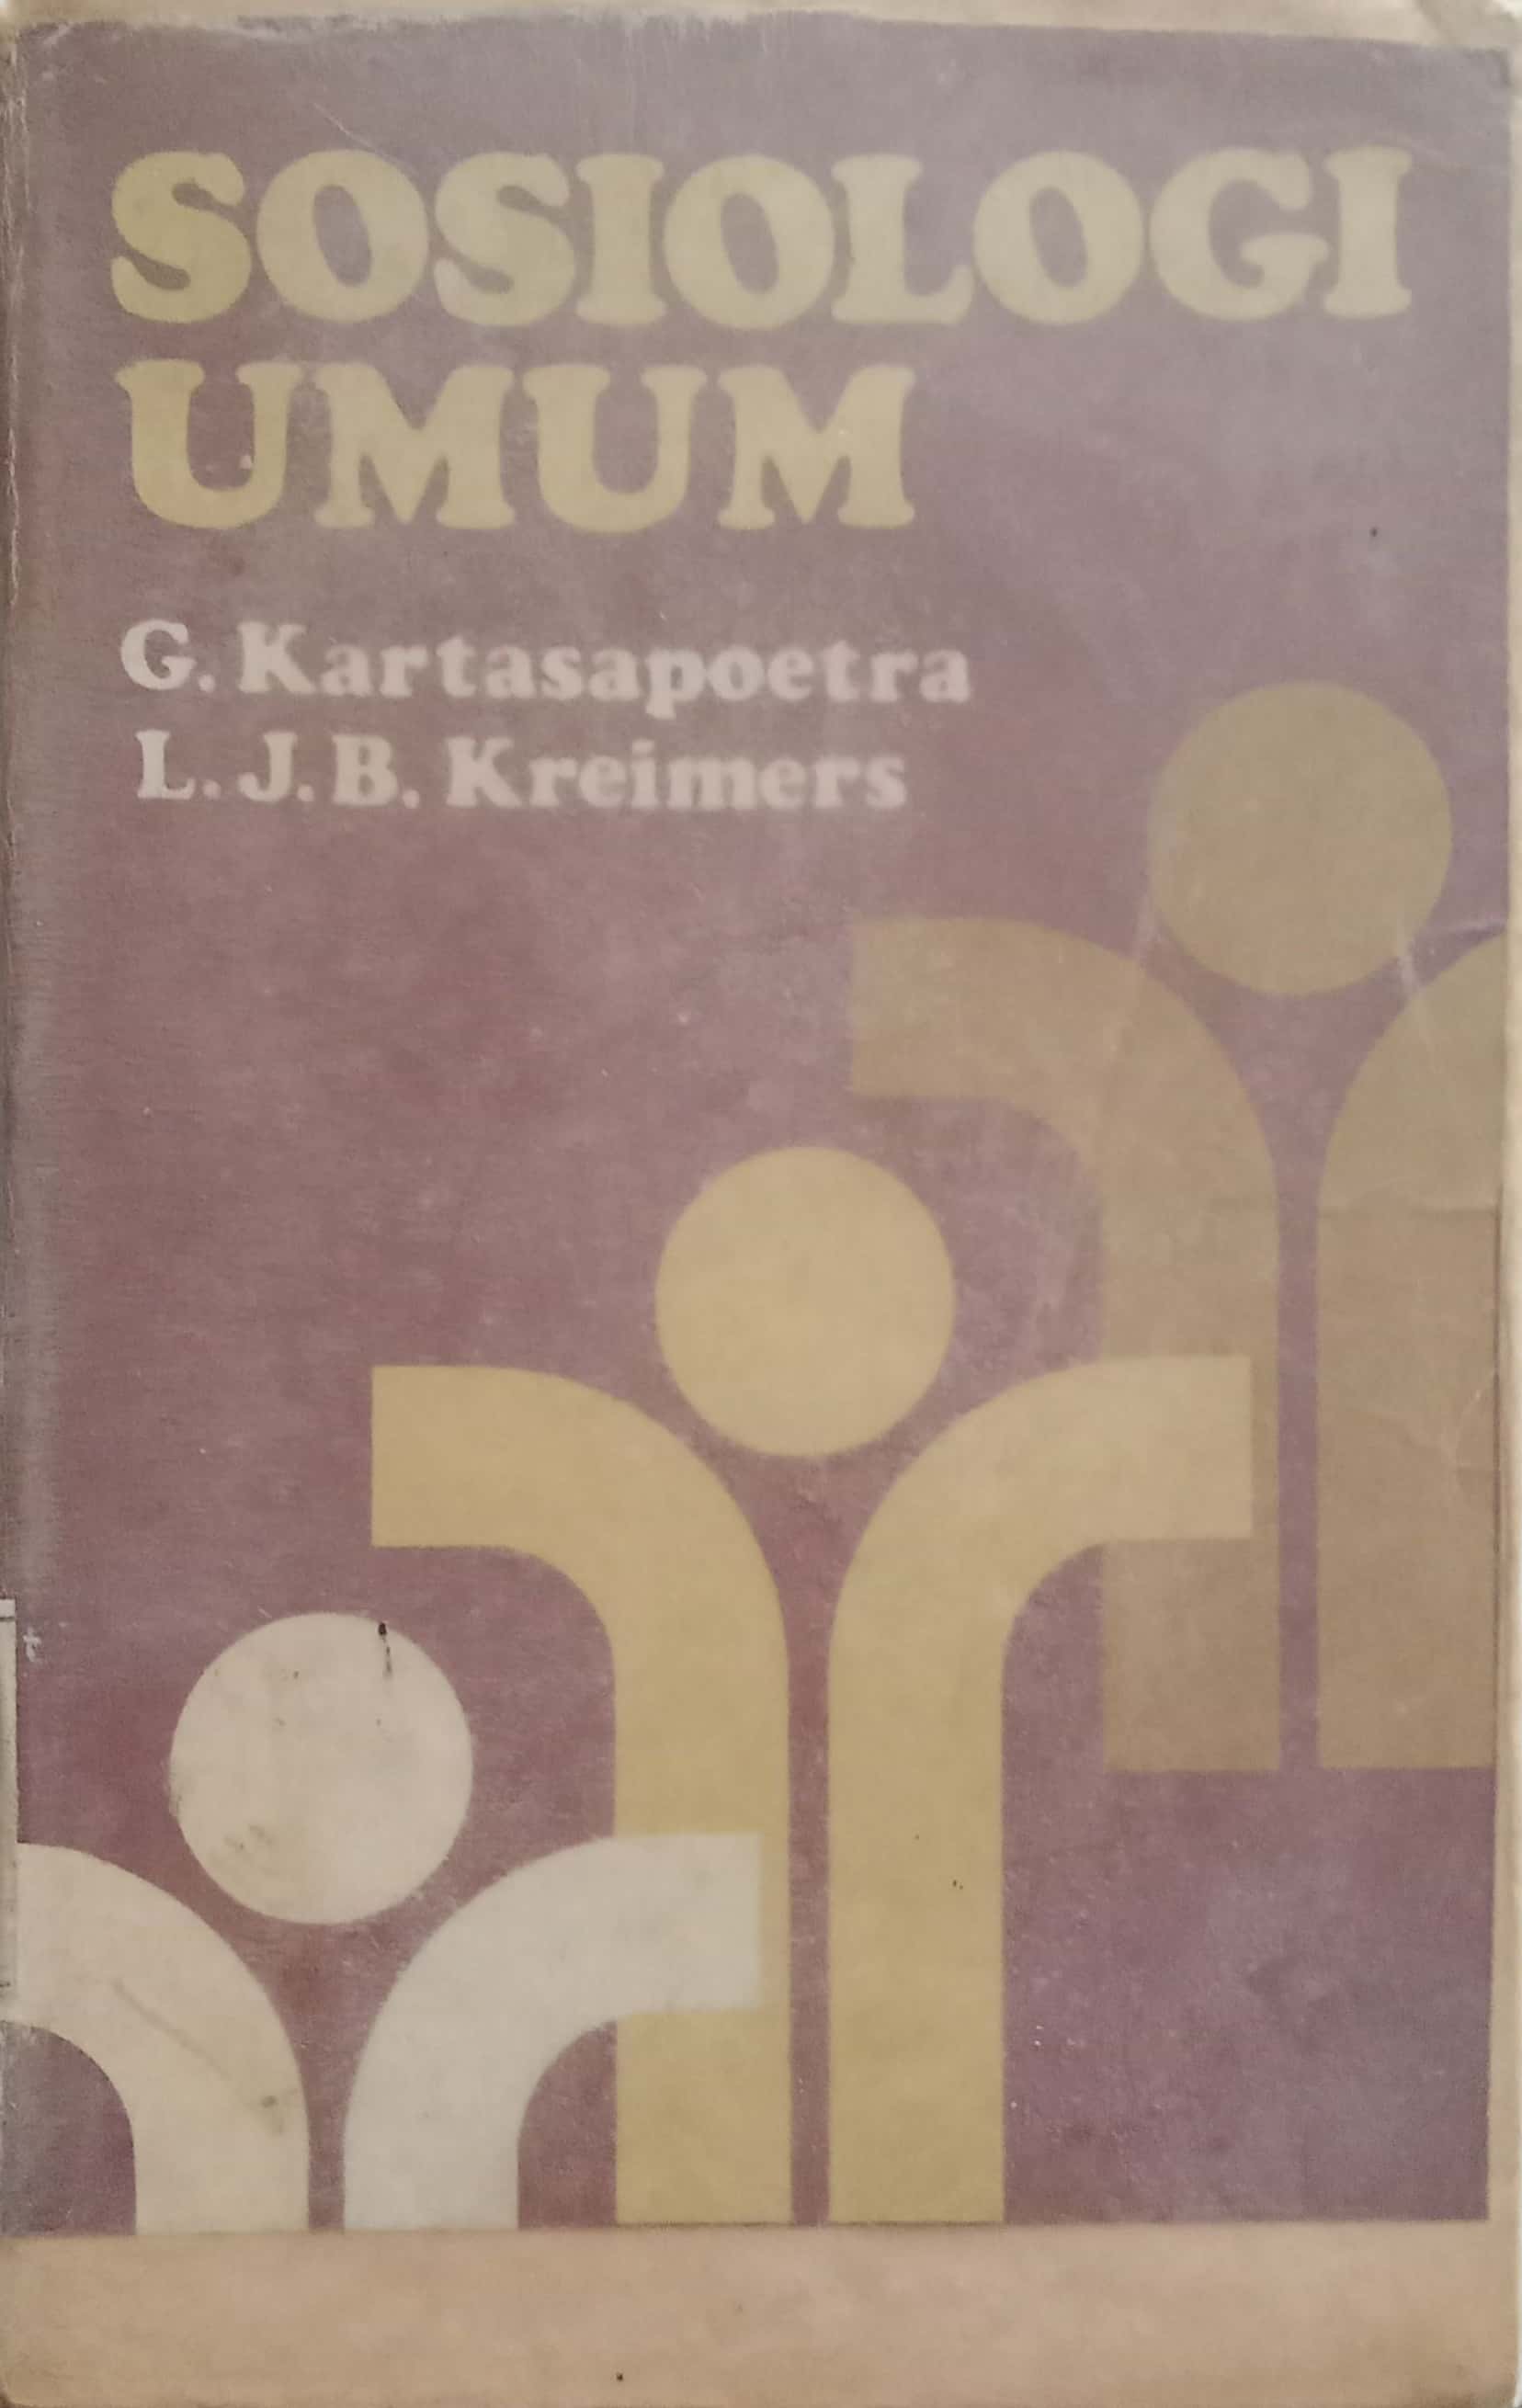 SOSIOLOGI
UMUM
G. Kartasapoetra
L. J. B. Kreimers